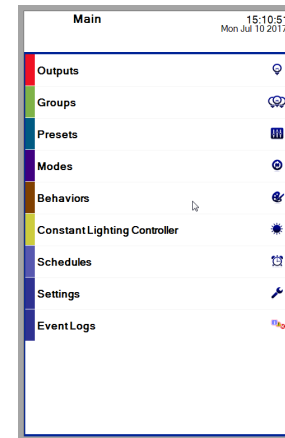 Main
15:10:51
Mon Jul 10 2017
Outputs
Groups
Presets
Modes
Behaviors
Constant Lighting Controller
Schedules
Settings
Event Logs